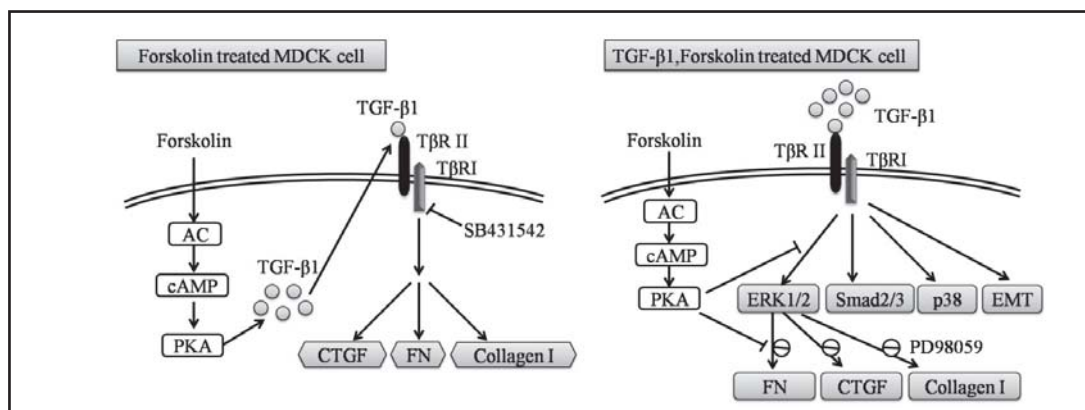 Forskolin treated MDCK cell
TGF-β1
Forskolin
TβR II
TβRI
SB431542
AC
TGF-β1
cAMP
PKA
CTGF
FN
Collagen I
TGF-β1,Forskolin treated MDCK cell
TGF-β1
Forskolin
TβR II
TβRI
AC
cAMP
PKA
ERK1/2
Smad2/3
p38
EMT
PD98059
FN
CTGF
Collagen I